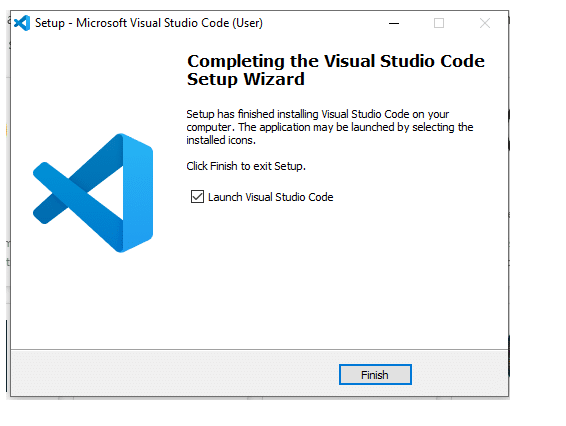 Setup - Microsoft Visual Studio Code (User)
Completing the Visual Studio Code
Setup Wizard
Setup has finished installing Visual Studio Code on your
computer. The application may be launched by selecting the
installed icons.
Click Finish to exit Setup.
Launch Visual Studio Code
Finish